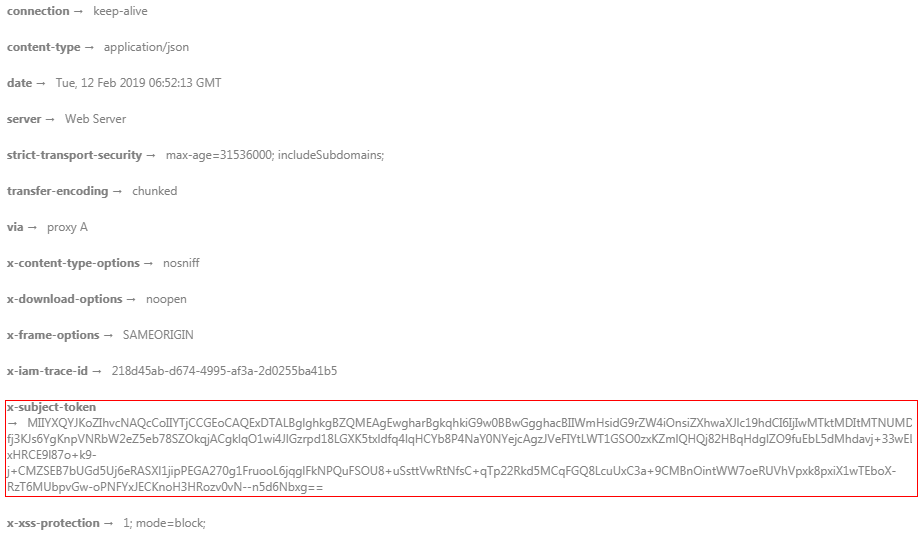 connection → keep-alive
content-type → application/json
date → Tue, 12 Feb 2019 06:52:13 GMT
server → Web Server
strict-transport-security → max-age=31536000; includeSubdomains;
transfer-encoding → chunked
via → proxy A
x-content-type-options → nosniff
x-download-options → noopen
x-frame-options → SAMEORIGIN
x-iam-trace-id → 218d45ab-d674-4995-af3a-2d0255ba41b5
x-subject-token
→ MIIYXQYJKoZIhvcNAQcCoIIYTjCCGEoCAQExDTALBglghkgBZQMEAgEwgharBgkqhkiG9w0BBwGgghacBIIWmHsidG9rZW4iOnsiZXhwaXJlc19hdCI6IjIwMTktMDItMTNUMD
fj3KJs6YgKnpVNRbW2eZ5eb78SZOkqjACgklqO1wi4JIGzrpd18LGXK5txldfq4lqHCYb8P4NaY0NYejcAgzJVeFIYtLWT1GSO0zxKZmlQHQj82HBqHdglZO9fuEbL5dMhdavj+33wEl
xHRCE9I87o+k9-
j+CMZSEB7bUGd5Uj6eRASXI1jipPEGA270g1FruooL6jqglFkNPQuFSOU8+uSsttVwRtNfsC+qTp22Rkd5MCqFGQ8LcuUxC3a+9CMBnOintWW7oeRUVhVpxk8pxiX1wTEboX-
RzT6MUbpvGw-oPNFYxJECKnoH3HRozv0vN--n5d6Nbxg==
x-xss-protection → 1; mode=block;